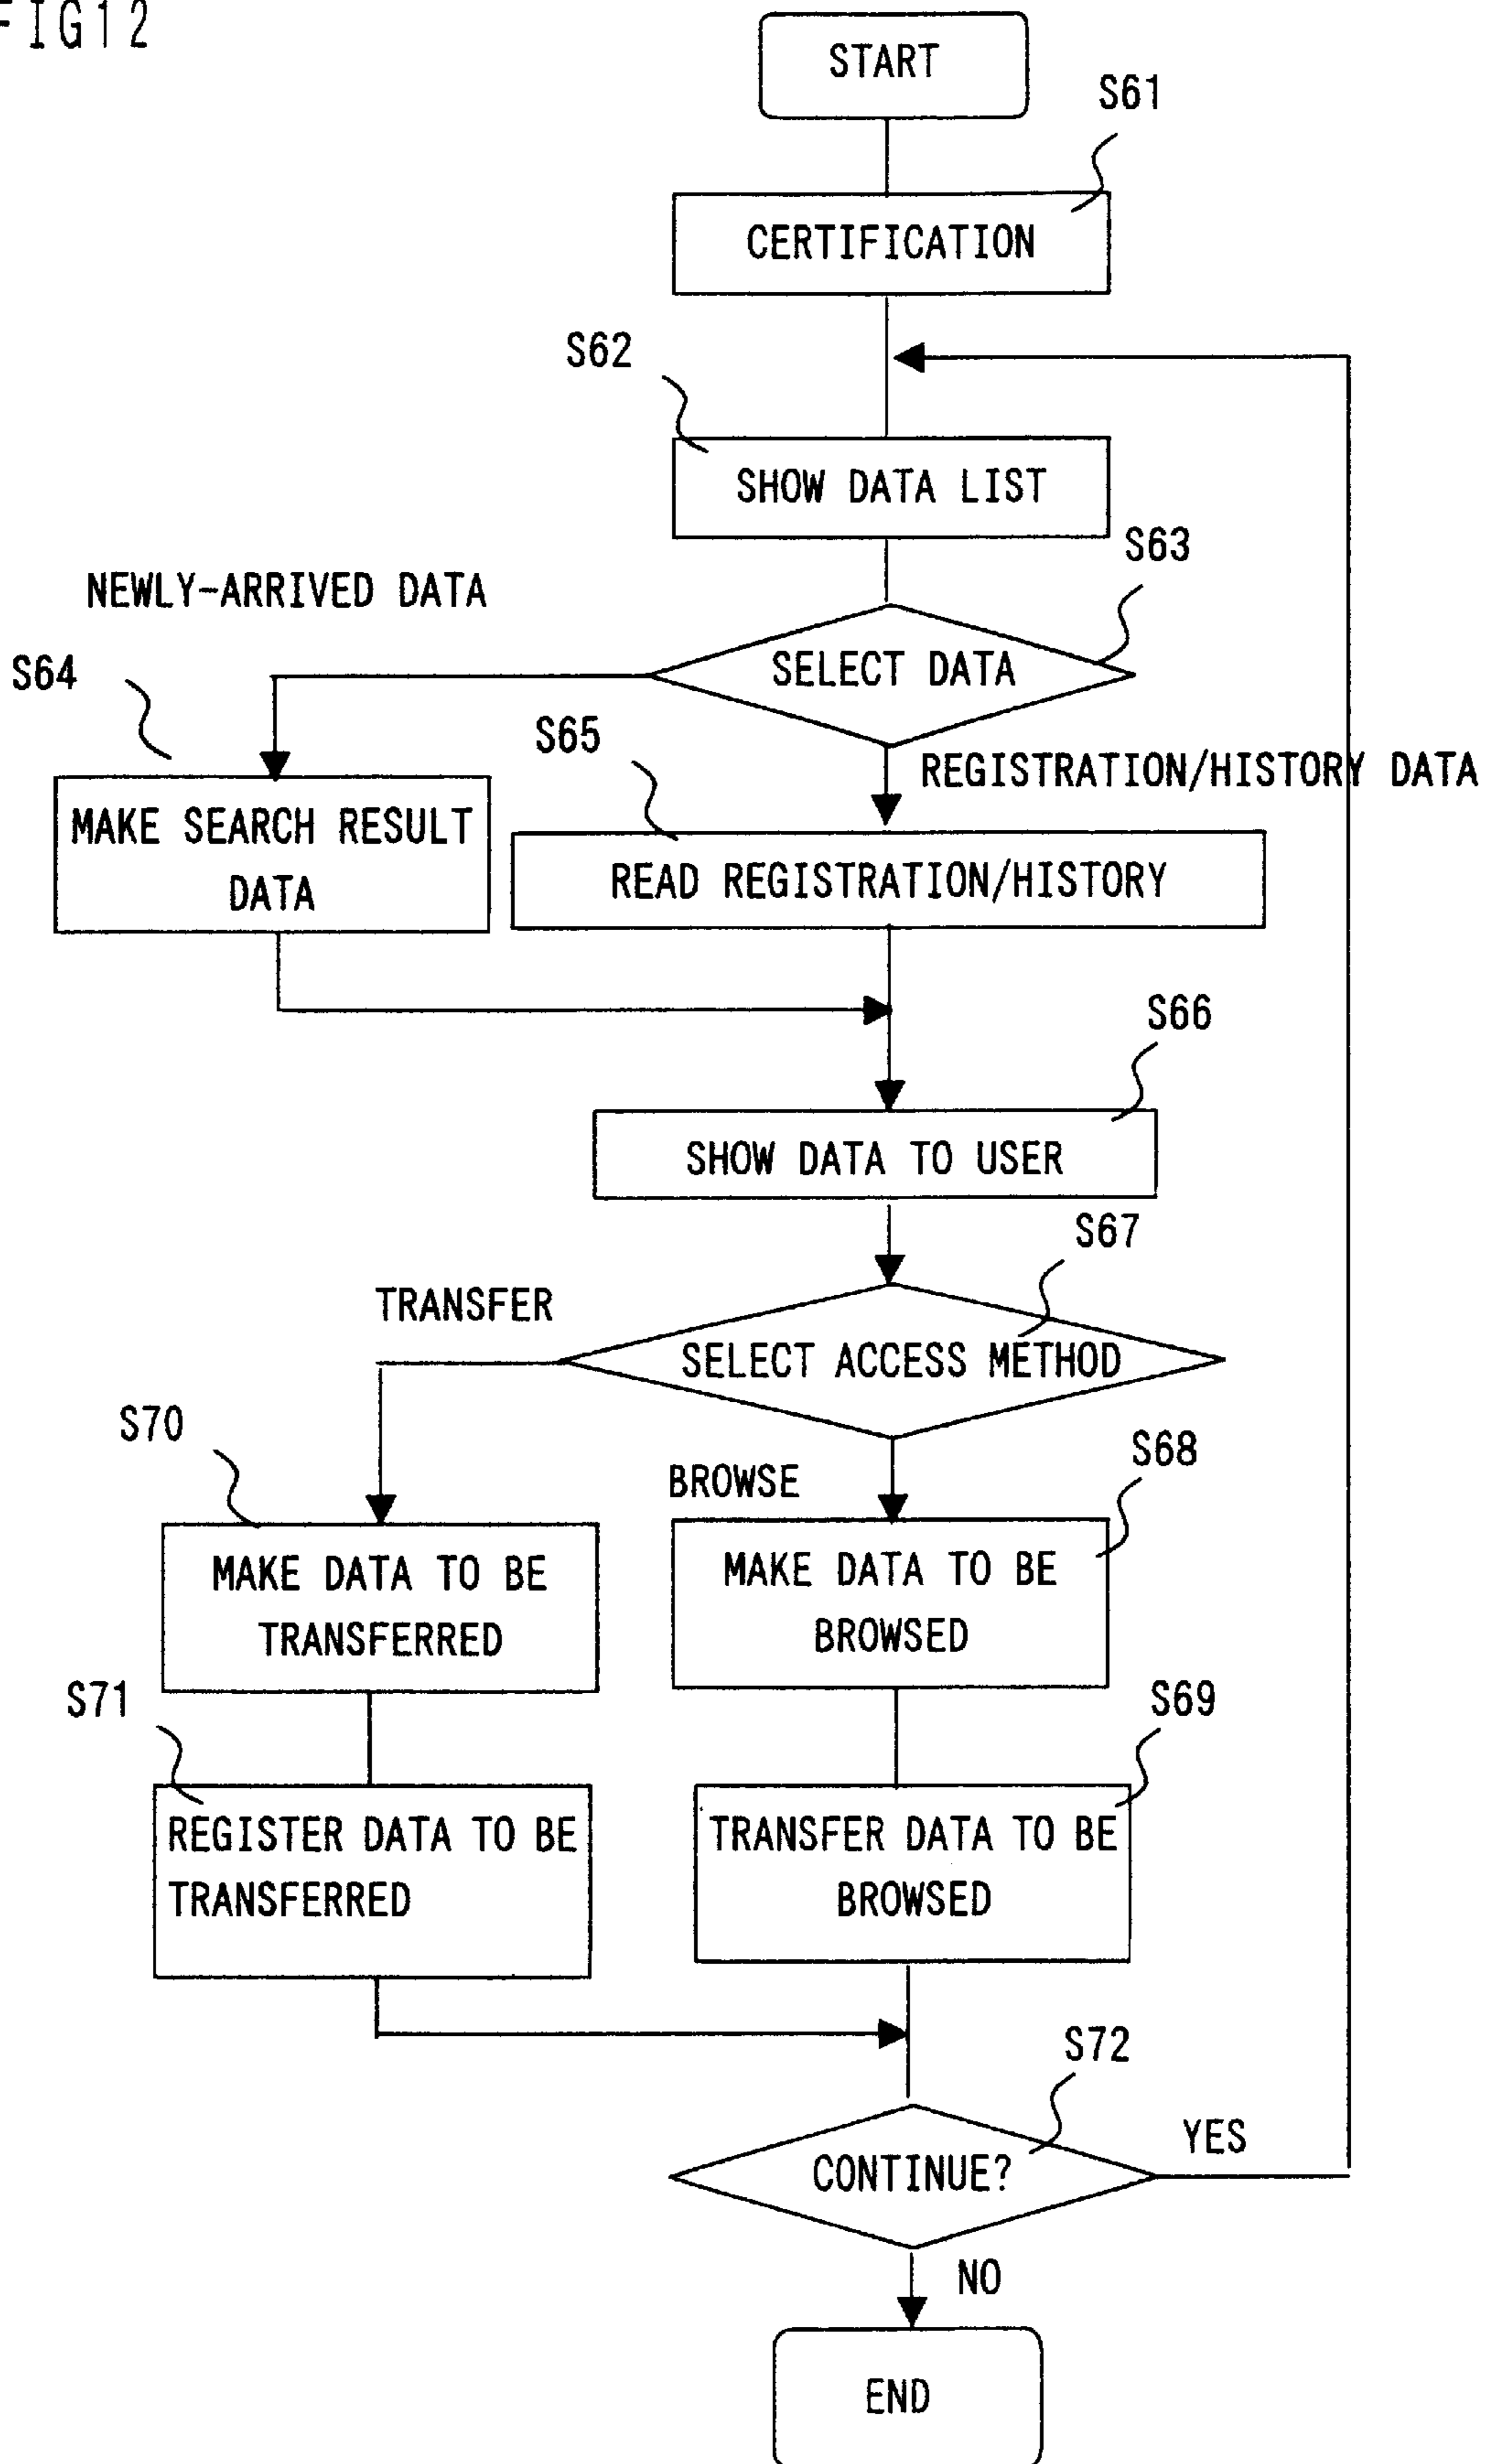 FIG12
START
S61
CERTIFICATION
S62
SHOW DATA LIST
S63
NEWLY-ARRIVED DATA
SELECT DATA
S64
S65
REGISTRATION/HISTORY DATA
MAKE SEARCH RESULT
DATA
READ REGISTRATION/HISTORY
S66
SHOW DATA TO USER
S67
TRANSFER
SELECT ACCESS METHOD
S70
S68
BROWSE
MAKE DATA TO BE
TRANSFERRED
MAKE DATA TO BE
BROWSED
S71
S69
REGISTER DATA TO BE
TRANSFERRED
TRANSFER DATA TO BE
BROWSED
S72
YES
CONTINUE?
NO
END